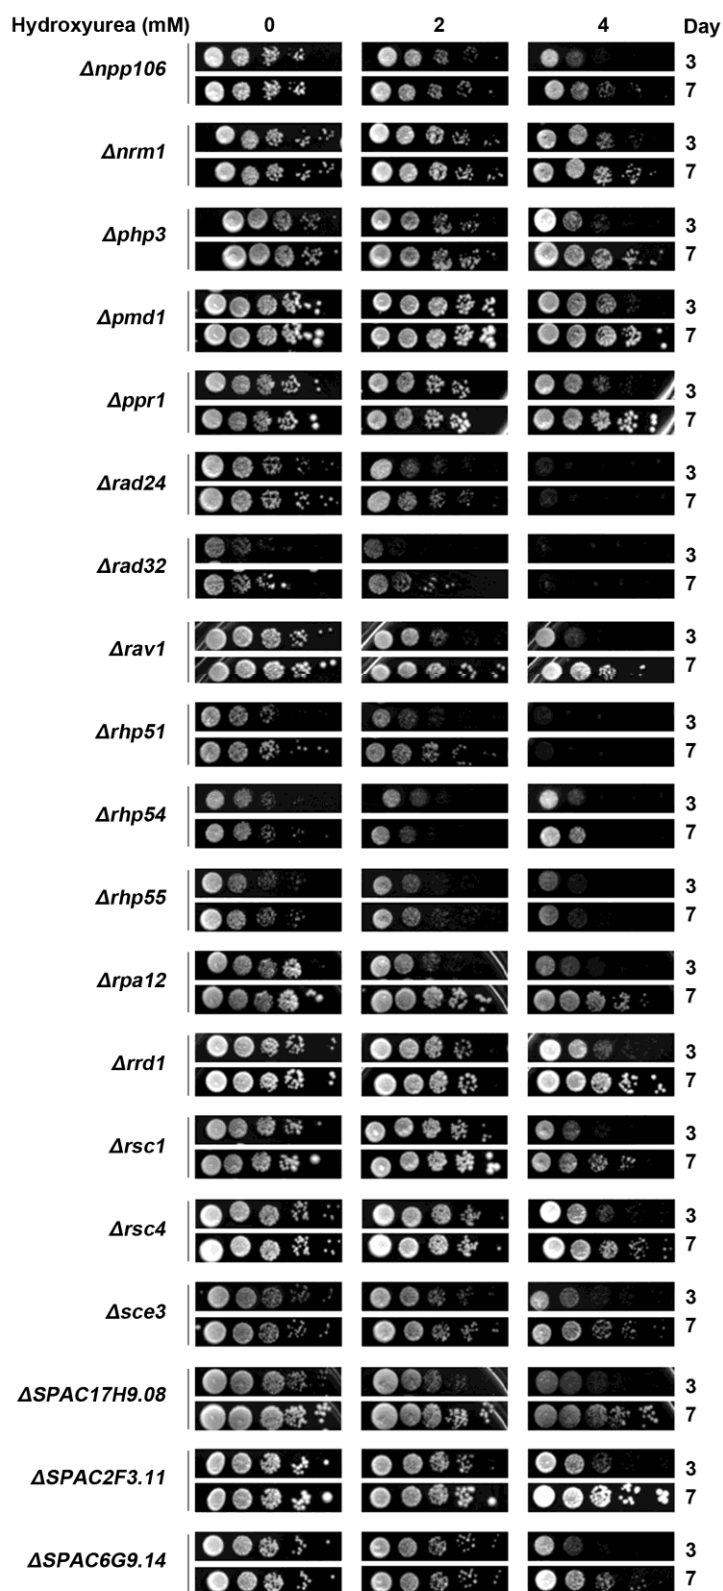 Hydroxyurea (mM) 0 2 4 Day
Δnpp106 3
7
Δnrm1 3
7
Δphp3 3
7
Δpmd1 3
7
Δppr1 3
7
Δrad24 3
7
Δrad32 3
7
Δrav1 3
7
Δrhp51 3
7
Δrhp54 3
7
Δrhp55 3
7
Δrpa12 3
7
Δrrd1 3
7
Δrsc1 3
7
Δrsc4 3
7
Δsce3 3
7
ΔSPAC17H9.08 3
7
ΔSPAC2F3.11 3
7
ΔSPAC6G9.14 3
7